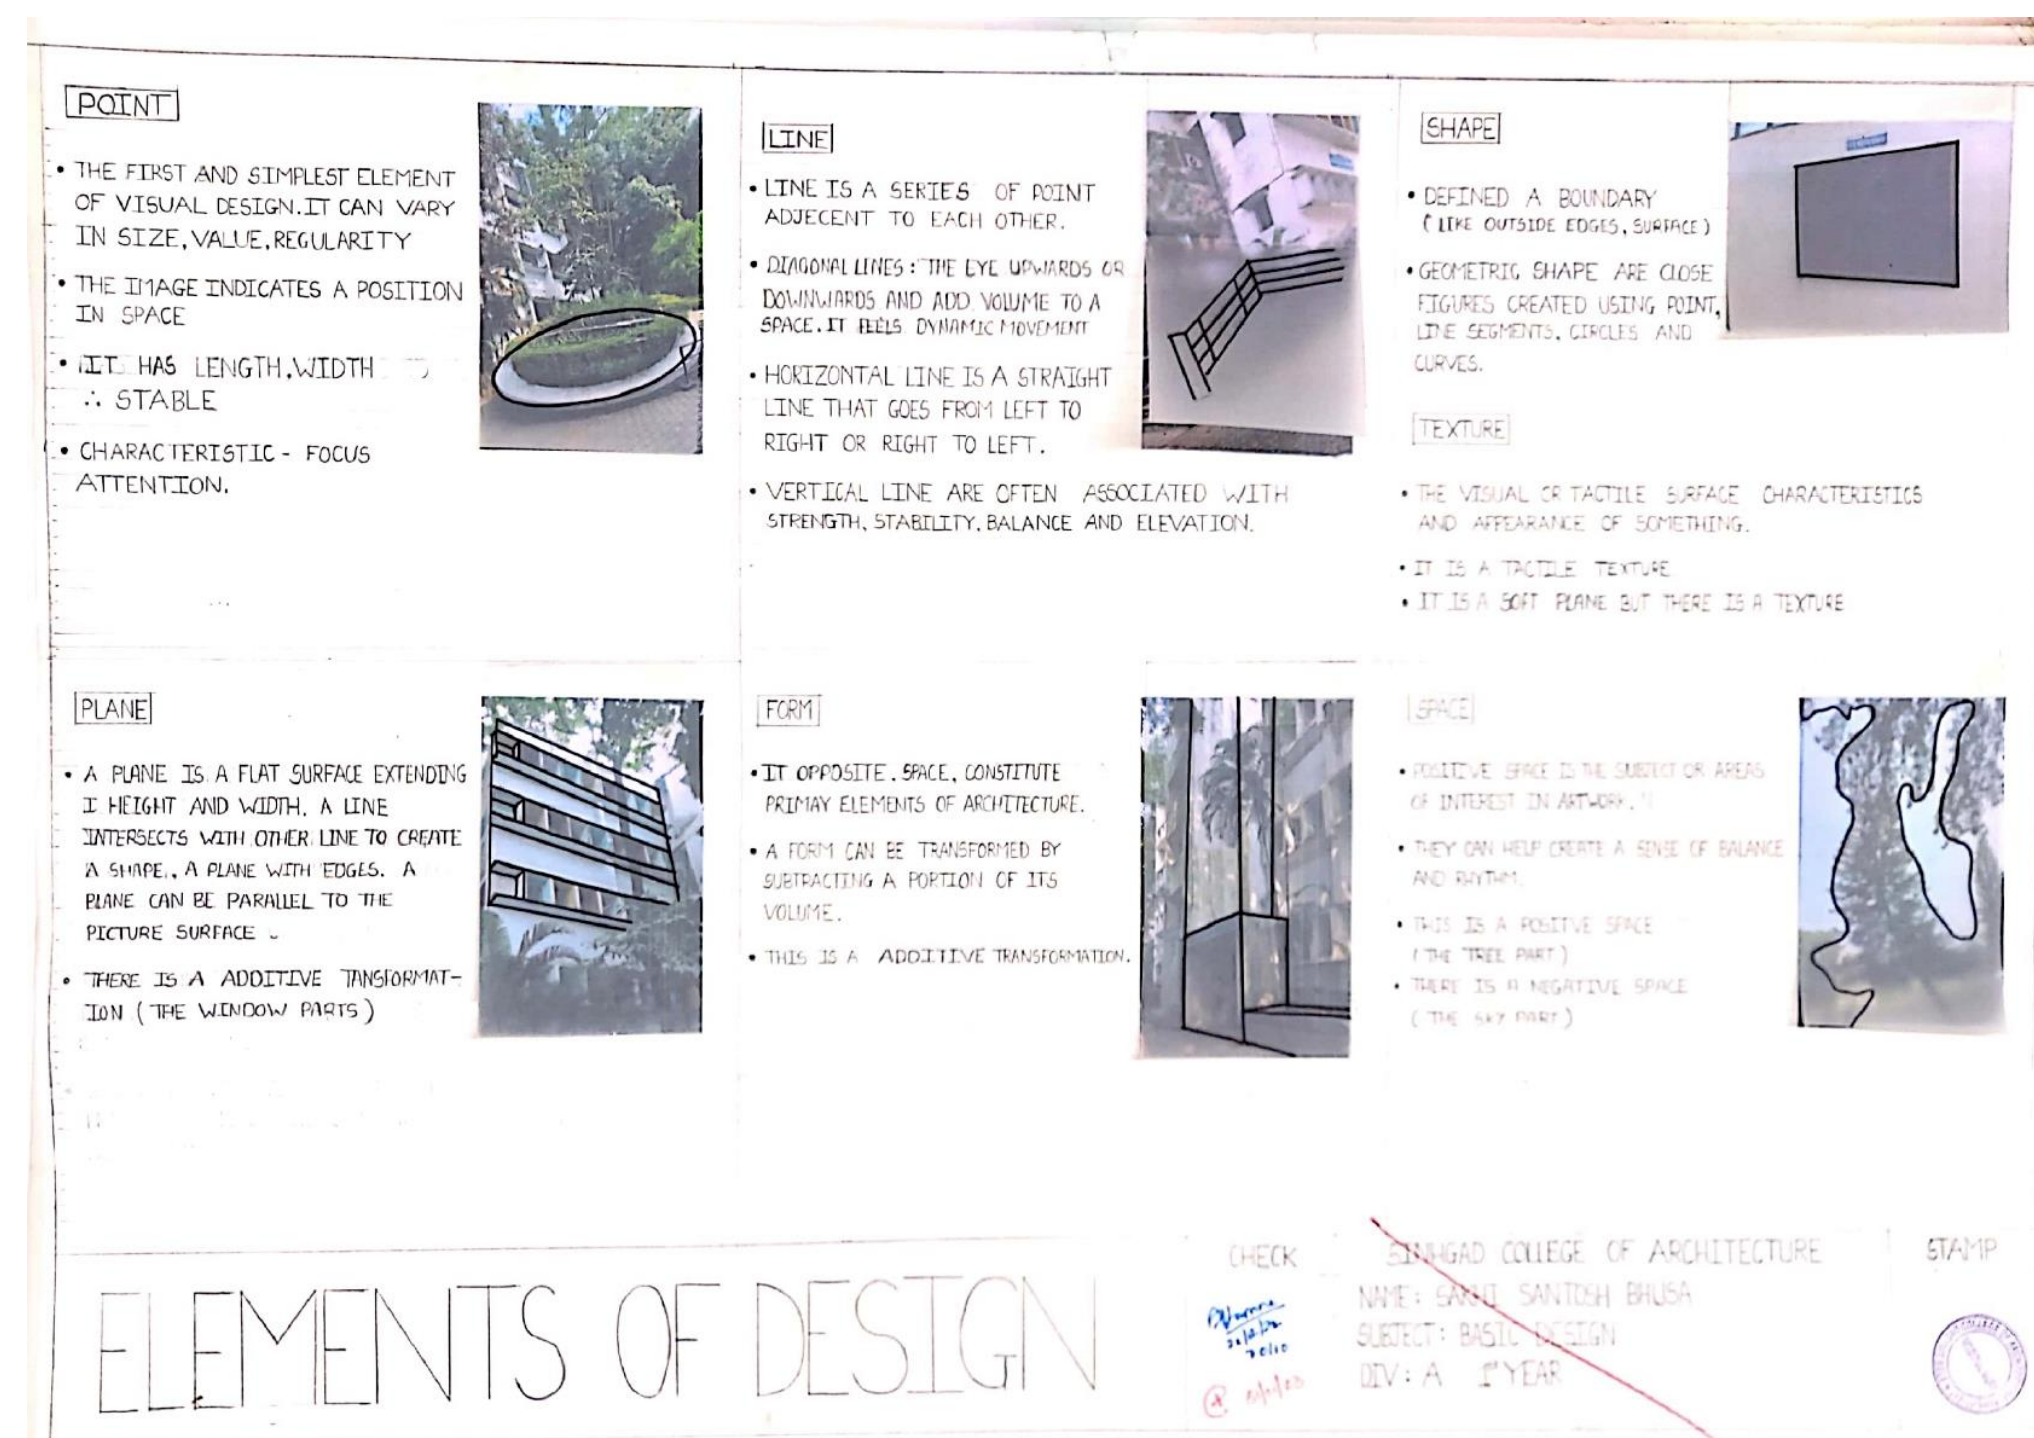 POINT
• THE FIRST AND SIMPLEST ELEMENT
OF VISUAL DESIGN. IT CAN VARY
IN SIZE, VALUE, REGULARITY
• THE IMAGE INDICATES A POSITION
IN SPACE
• IT HAS LENGTH, WIDTH
∴ STABLE
• CHARACTERISTIC - FOCUS
ATTENTION.
LINE
• LINE IS A SERIES OF POINT
ADJECENT TO EACH OTHER.
• DIAGONAL LINES: THE EYE UPWARDS OR
DOWNWARDS AND ADD VOLUME TO A
SPACE. IT FEELS DYNAMIC MOVEMENT
• HORIZONTAL LINE IS A STRAIGHT
LINE THAT GOES FROM LEFT TO
RIGHT OR RIGHT TO LEFT.
• VERTICAL LINE ARE OFTEN ASSOCIATED WITH
STRENGTH, STABILITY, BALANCE AND ELEVATION.
SHAPE
• DEFINED A BOUNDARY
(LIKE OUTSIDE EDGES, SURFACE)
• GEOMETRIC SHAPE ARE CLOSE
FIGURES CREATED USING POINT,
LINE SEGMENTS, CIRCLES AND
CURVES.
TEXTURE
• THE VISUAL OR TACTILE SURFACE CHARACTERISTICS
AND APPEARANCE OF SOMETHING.
• IT IS A TACTILE TEXTURE
• IT IS A SOFT PLANE BUT THERE IS A TEXTURE
PLANE
• A PLANE IS A FLAT SURFACE EXTENDING
I HEIGHT AND WIDTH. A LINE
INTERSECTS WITH OTHER LINE TO CREATE
A SHAPE., A PLANE WITH EDGES. A
PLANE CAN BE PARALLEL TO THE
PICTURE SURFACE
• THERE IS A ADDITIVE TANSFORMAT-
ION (THE WINDOW PARTS)
FORM
• IT OPPOSITE. SPACE, CONSTITUTE
PRIMAY ELEMENTS OF ARCHITECTURE.
• A FORM CAN BE TRANSFORMED BY
SUBTRACTING A PORTION OF ITS
VOLUME.
• THIS IS A ADDITIVE TRANSFORMATION.
SPACE
• POSITIVE SPACE IS THE SUBJECT OR AREAS
OF INTEREST IN ARTWORK.
• THEY CAN HELP CREATE A SENSE OF BALANCE
AND RHYTHM.
• THIS IS A POSITVE SPACE
(THE TREE PART)
• THERE IS A NEGATIVE SPACE
(THE SKY PART)
ELEMENTS OF DESIGN
CHECK
SINHGAD COLLEGE OF ARCHITECTURE
NAME: SAKHI SANTOSH BHUSA
SUBJECT: BASIC DESIGN
DIV: A 1st YEAR
STAMP